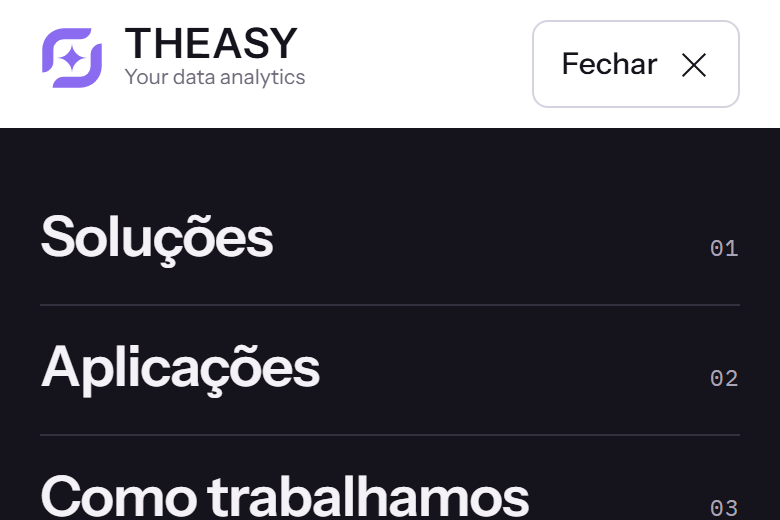 THEASY
Your data analytics
Fechar
Soluções
01
Aplicações
02
Como trabalhamos
03